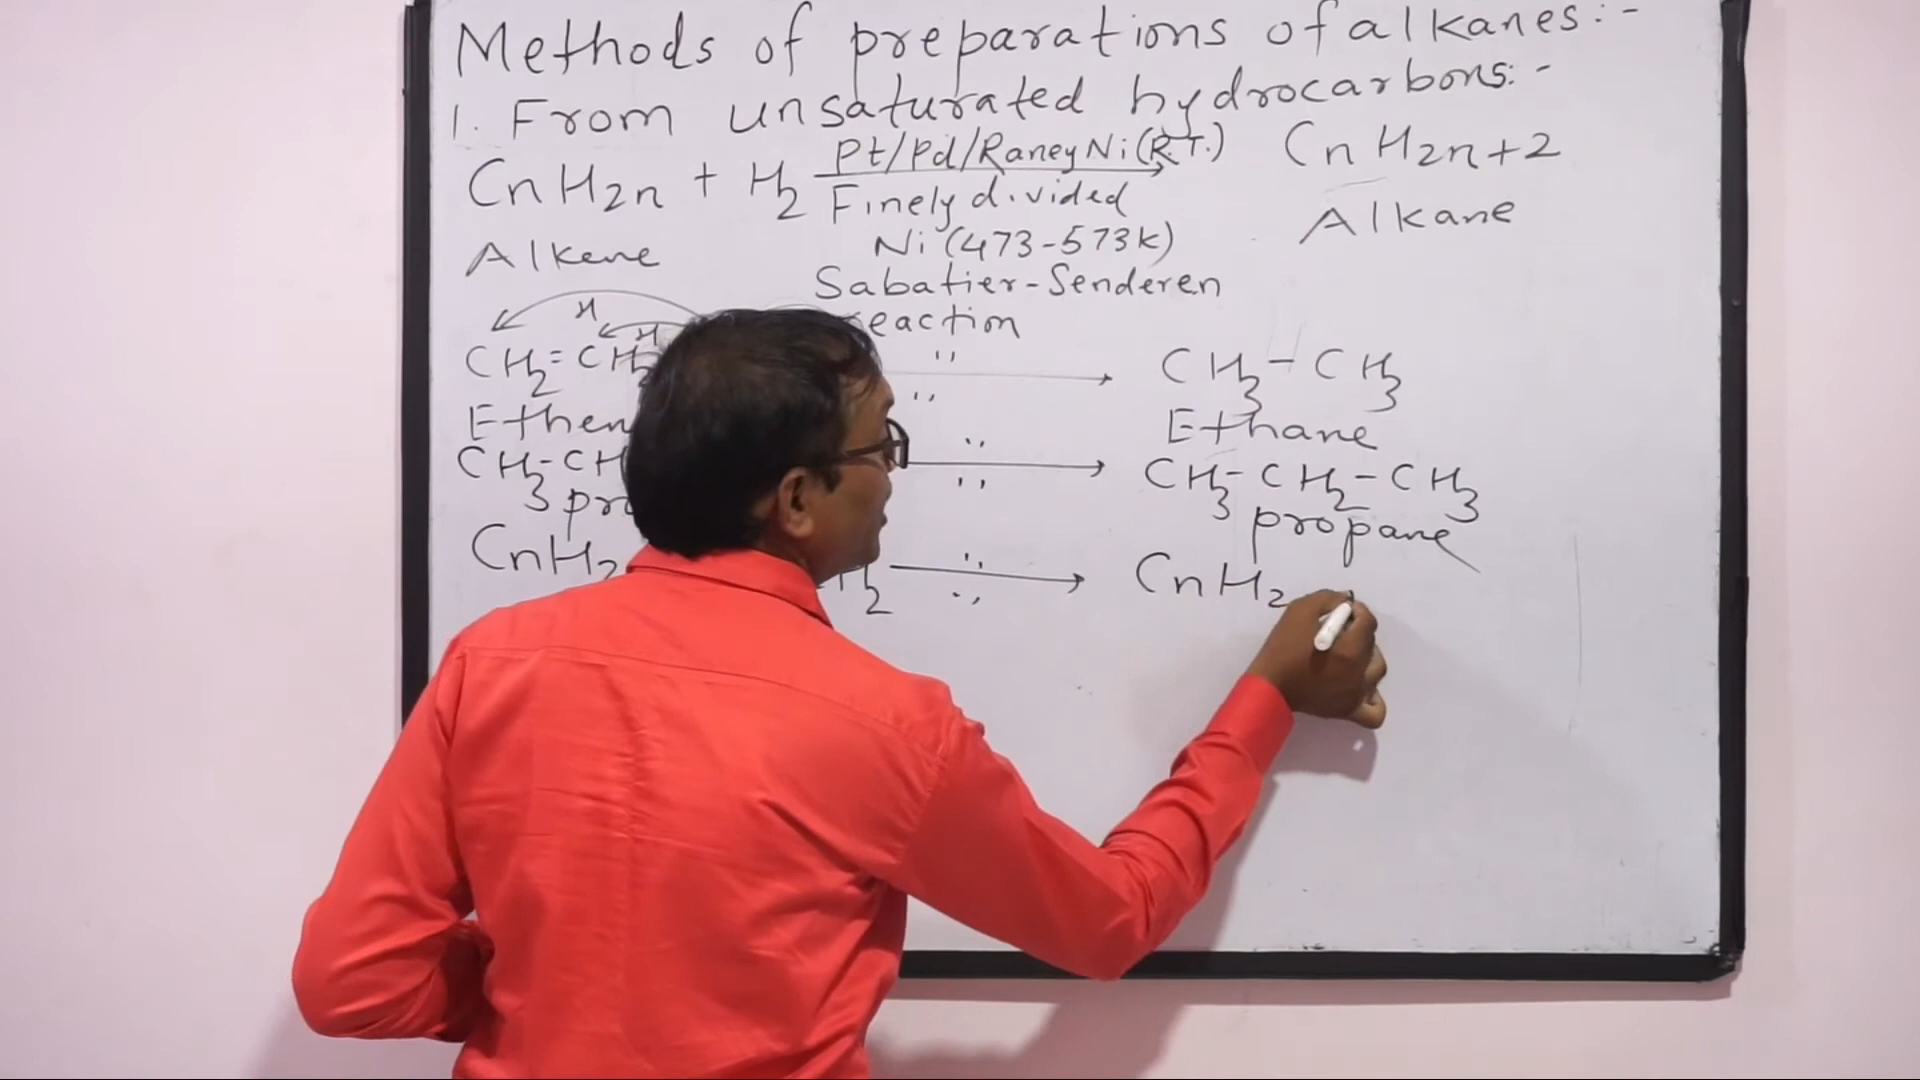 Methods of preparations of alkanes:-
1. From unsaturated hydrocarbons:-
CnH2n + H2 Pt/Pd/Raney Ni (R.T.) CnH2n+2
Finely divided
Ni (473-573K)
Alkene Alkane
Sabatier-Senderen
reaction
H H
CH2=CH2 " CH3-CH3
"
Ethen Ethane
CH3-CH " CH3-CH2-CH3
"
pro propane
CnH2 H2 " CnH2
"